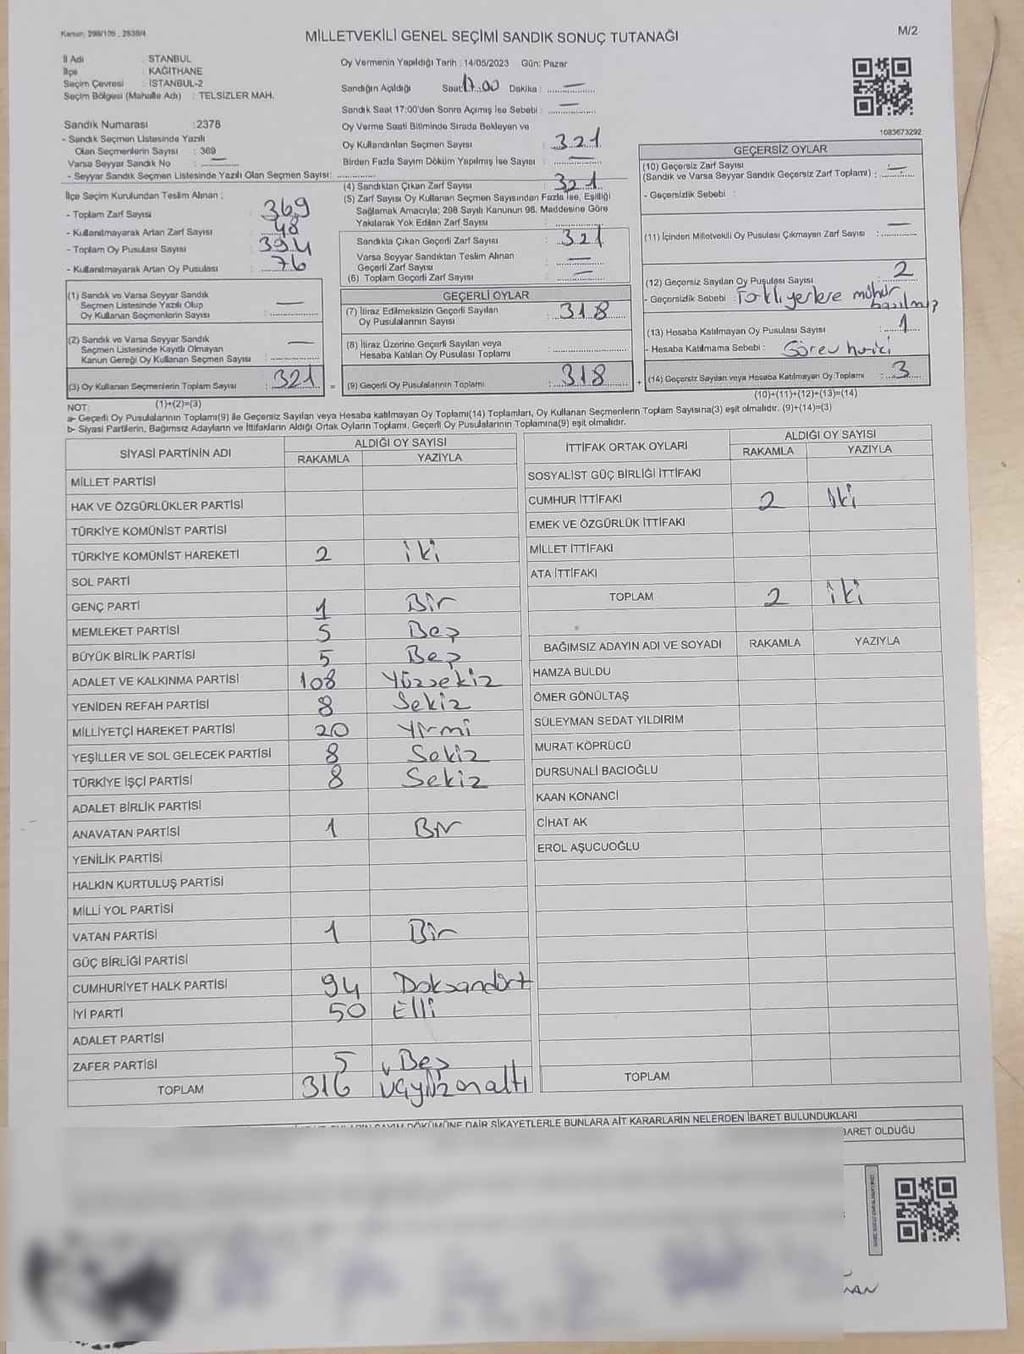 Kanun: 298/105 , 2839/4
M/2
MİLLETVEKİLİ GENEL SEÇİMİ SANDIK SONUÇ TUTANAĞI
İl Adı : İSTANBUL
İlçe : KAĞITHANE
Seçim Çevresi : İSTANBUL-2
Seçim Bölgesi (Mahalle Adı) : TELSİZLER MAH.
Sandık Numarası : 2378
- Sandık Seçmen Listesinde Yazılı
Olan Seçmenlerin Sayısı : 369
Varsa Seyyar Sandık No : —
- Seyyar Sandık Seçmen Listesinde Yazılı Olan Seçmen Sayısı:
İlçe Seçim Kurulundan Teslim Alınan :
- Toplam Zarf Sayısı : 369
- Kullanılmayarak Artan Zarf Sayısı : 48
- Toplam Oy Pusulası Sayısı : 394
- Kullanılmayarak Artan Oy Pusulası : 76
Oy Vermenin Yapıldığı Tarih : 14/05/2023 Gün: Pazar
Sandığın Açıldığı Saat: 17.00 Dakika : —
Sandık Saat 17:00'den Sonra Açılmış İse Sebebi : —
Oy Verme Saati Bitiminde Sırada Bekleyen ve
Oy Kullandırılan Seçmen Sayısı : 321
Birden Fazla Sayım Döküm Yapılmış İse Sayısı : —
(4) Sandıktan Çıkan Zarf Sayısı : 321
(5) Zarf Sayısı Oy Kullanan Seçmen Sayısından Fazla İse, Eşitliği
Sağlamak Amacıyla; 298 Sayılı Kanunun 98. Maddesine Göre
Yakılarak Yok Edilen Zarf Sayısı :
Sandıkta Çıkan Geçerli Zarf Sayısı : 321
Varsa Seyyar Sandıktan Teslim Alınan
Geçerli Zarf Sayısı : —
(6) Toplam Geçerli Zarf Sayısı : —
1083673292
GEÇERSİZ OYLAR
(10) Geçersiz Zarf Sayısı
(Sandık ve Varsa Seyyar Sandık Geçersiz Zarf Toplamı) : —
- Geçersizlik Sebebi :
(11) İçinden Milletvekili Oy Pusulası Çıkmayan Zarf Sayısı : —
(12) Geçersiz Sayılan Oy Pusulası Sayısı : 2
- Geçersizlik Sebebi : Farklı yerlere mühür
(13) Hesaba Katılmayan Oy Pusulası Sayısı : 1
- Hesaba Katılmama Sebebi : Görev harici
(14) Geçersiz Sayılan veya Hesaba Katılmayan Oy Toplamı : 3
(10)+(11)+(12)+(13)=(14)
(1) Sandık ve Varsa Seyyar Sandık
Seçmen Listesinde Yazılı Olup
Oy Kullanan Seçmenlerin Sayısı : —
(2) Sandık ve Varsa Seyyar Sandık
Seçmen Listesinde Kayıtlı Olmayan
Kanun Gereği Oy Kullanan Seçmen Sayısı : —
(3) Oy Kullanan Seçmenlerin Toplam Sayısı : 321 =
(1)+(2)=(3)
GEÇERLİ OYLAR
(7) İtiraz Edilmeksizin Geçerli Sayılan
Oy Pusulalarının Sayısı : 318
(8) İtiraz Üzerine Geçerli Sayılan veya
Hesaba Katılan Oy Pusulası Toplamı :
(9) Geçerli Oy Pusulalarının Toplamı : 318 +
NOT:
a- Geçerli Oy Pusulalarının Toplamı(9) ile Geçersiz Sayılan veya Hesaba katılmayan Oy Toplamı(14) Toplamları, Oy Kullanan Seçmenlerin Toplam Sayısına(3) eşit olmalıdır. (9)+(14)=(3)
b- Siyasi Partilerin, Bağımsız Adayların ve İttifakların Aldığı Ortak Oyların Toplamı, Geçerli Oy Pusulalarının Toplamına(9) eşit olmalıdır.
SİYASİ PARTİNİN ADI ALDIĞI OY SAYISI
RAKAMLA YAZIYLA
MİLLET PARTİSİ
HAK VE ÖZGÜRLÜKLER PARTİSİ
TÜRKİYE KOMÜNİST PARTİSİ
TÜRKİYE KOMÜNİST HAREKETİ 2 iki
SOL PARTİ
GENÇ PARTİ 1 Bir
MEMLEKET PARTİSİ 5 Beş
BÜYÜK BİRLİK PARTİSİ 5 Beş
ADALET VE KALKINMA PARTİSİ 108 Yüzsekiz
YENİDEN REFAH PARTİSİ 8 Sekiz
MİLLİYETÇİ HAREKET PARTİSİ 20 Yirmi
YEŞİLLER VE SOL GELECEK PARTİSİ 8 Sekiz
TÜRKİYE İŞÇİ PARTİSİ 8 Sekiz
ADALET BİRLİK PARTİSİ
ANAVATAN PARTİSİ 1 Bir
YENİLİK PARTİSİ
HALKIN KURTULUŞ PARTİSİ
MİLLİ YOL PARTİSİ
VATAN PARTİSİ 1 Bir
GÜÇ BİRLİĞİ PARTİSİ
CUMHURİYET HALK PARTİSİ 94 Doksandört
İYİ PARTİ 50 Elli
ADALET PARTİSİ
ZAFER PARTİSİ 5 Beş
TOPLAM 316 üçyüzonaltı
İTTİFAK ORTAK OYLARI ALDIĞI OY SAYISI
RAKAMLA YAZIYLA
SOSYALİST GÜÇ BİRLİĞİ İTTİFAKI
CUMHUR İTTİFAKI 2 iki
EMEK VE ÖZGÜRLÜK İTTİFAKI
MİLLET İTTİFAKI
ATA İTTİFAKI
TOPLAM 2 iki
BAĞIMSIZ ADAYIN ADI VE SOYADI RAKAMLA YAZIYLA
HAMZA BULDU
ÖMER GÖNÜLTAŞ
SÜLEYMAN SEDAT YILDIRIM
MURAT KÖPRÜCÜ
DURSUNALİ BACIOĞLU
KAAN KONANCİ
CİHAT AK
EROL AŞUCUOĞLU
TOPLAM
DÖKÜMÜNE DAİR ŞİKAYETLERLE BUNLARA AİT KARARLARIN NELERDEN İBARET BULUNDUKLARI
OLDUĞU